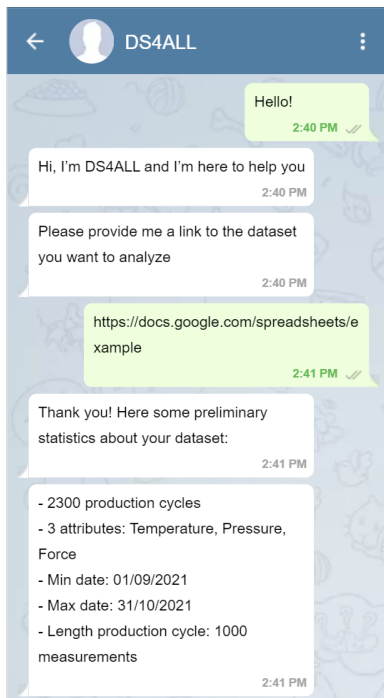 DS4ALL
Hello!
2:40 PM
Hi, I'm DS4ALL and I'm here to help you
2:40 PM
Please provide me a link to the dataset
you want to analyze
2:40 PM
https://docs.google.com/spreadsheets/e
xample
2:41 PM
Thank you! Here some preliminary
statistics about your dataset:
2:41 PM
- 2300 production cycles
- 3 attributes: Temperature, Pressure,
Force
- Min date: 01/09/2021
- Max date: 31/10/2021
- Length production cycle: 1000
measurements
2:41 PM